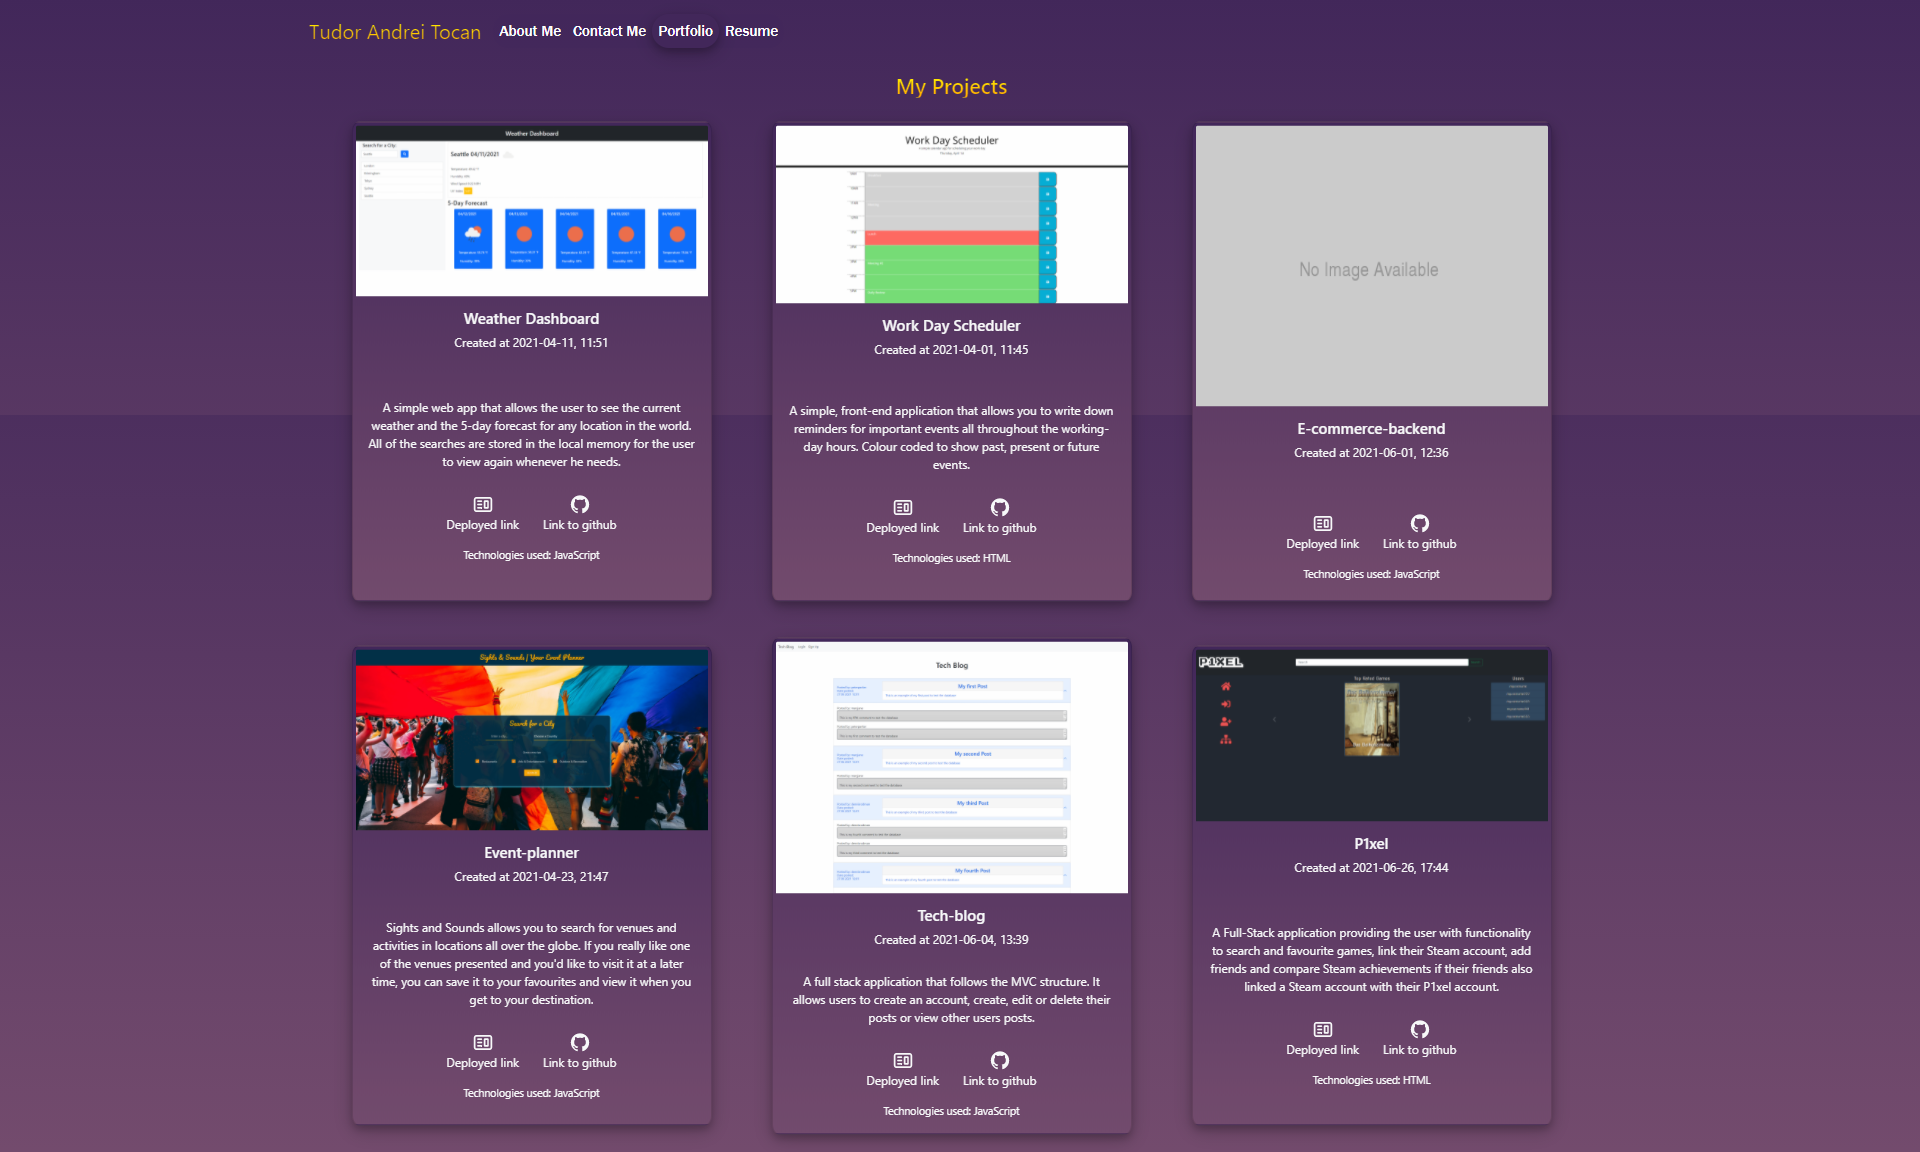 Tudor Andrei Tocan
About Me
Contact Me
Portfolio
Resume
My Projects
Weather Dashboard
Search for a City:
Seattle 04/11/2021
5-Day Forecast
Weather Dashboard
Created at 2021-04-11, 11:51
A simple web app that allows the user to see the current
weather and the 5-day forecast for any location in the world.
All of the searches are stored in the local memory for the user
to view again whenever he needs.
Deployed link
Link to github
Technologies used: JavaScript
Work Day Scheduler
Work Day Scheduler
Created at 2021-04-01, 11:45
A simple, front-end application that allows you to write down
reminders for important events all throughout the working-
day hours. Colour coded to show past, present or future
events.
Deployed link
Link to github
Technologies used: HTML
No Image Available
E-commerce-backend
Created at 2021-06-01, 12:36
Deployed link
Link to github
Technologies used: JavaScript
Sights & Sounds | Your Event Planner
Search for a City
Event-planner
Created at 2021-04-23, 21:47
Sights and Sounds allows you to search for venues and
activities in locations all over the globe. If you really like one
of the venues presented and you'd like to visit it at a later
time, you can save it to your favourites and view it when you
get to your destination.
Deployed link
Link to github
Technologies used: JavaScript
Tech Blog
Tech Blog
My first Post
My second Post
My third Post
My fourth Post
Tech-blog
Created at 2021-06-04, 13:39
A full stack application that follows the MVC structure. It
allows users to create an account, create, edit or delete their
posts or view other users posts.
Deployed link
Link to github
Technologies used: JavaScript
P1XEL
Top Rated Games
Users
P1xel
Created at 2021-06-26, 17:44
A Full-Stack application providing the user with functionality
to search and favourite games, link their Steam account, add
friends and compare Steam achievements if their friends also
linked a Steam account with their P1xel account.
Deployed link
Link to github
Technologies used: HTML